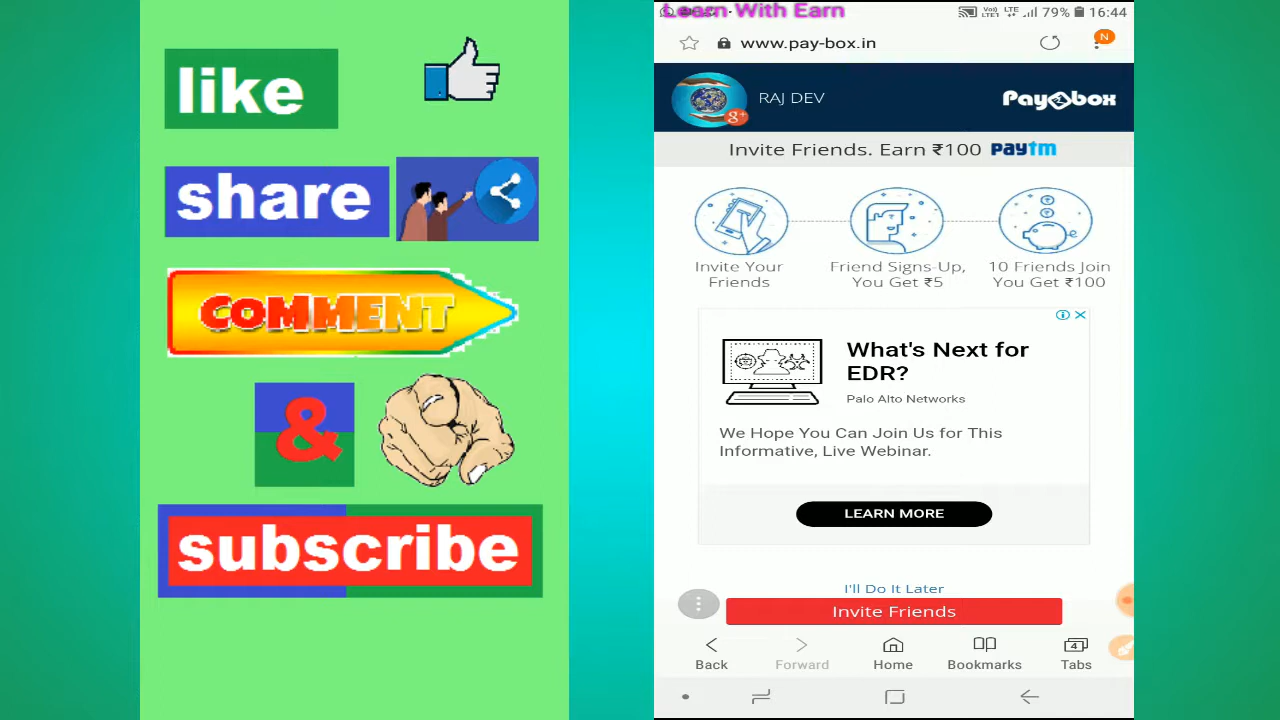 like
share
COMMENT
&
subscribe
Learn With Earn
79% 16:44
www.pay-box.in
N
RAJ DEV
g+
Paybox
Invite Friends. Earn ₹100 paytm
Invite Your
Friends
Friend Signs-Up,
You Get ₹5
10 Friends Join
You Get ₹100
What's Next for
EDR?
Palo Alto Networks
We Hope You Can Join Us for This
Informative, Live Webinar.
LEARN MORE
I'll Do It Later
Invite Friends
4
Back
Forward
Home
Bookmarks
Tabs